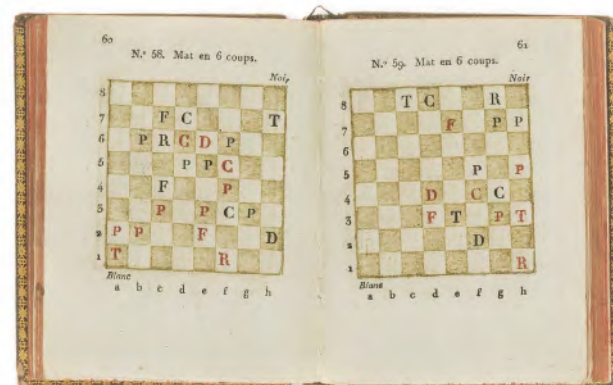 60
N.º 58. Mat en 6 coups.
Noir
8
7 F C T
6 P R C D P
5 P P C
4 F P
3 P P C P
2 P P F D
1 T R
Blanc
a b c d e f g h
61
N.º 59. Mat en 6 coups.
Noir
8 T C R
7 F P P
6
5 P P
4 D C C
3 F T P T
2 D
1 R
Blanc
a b c d e f g h